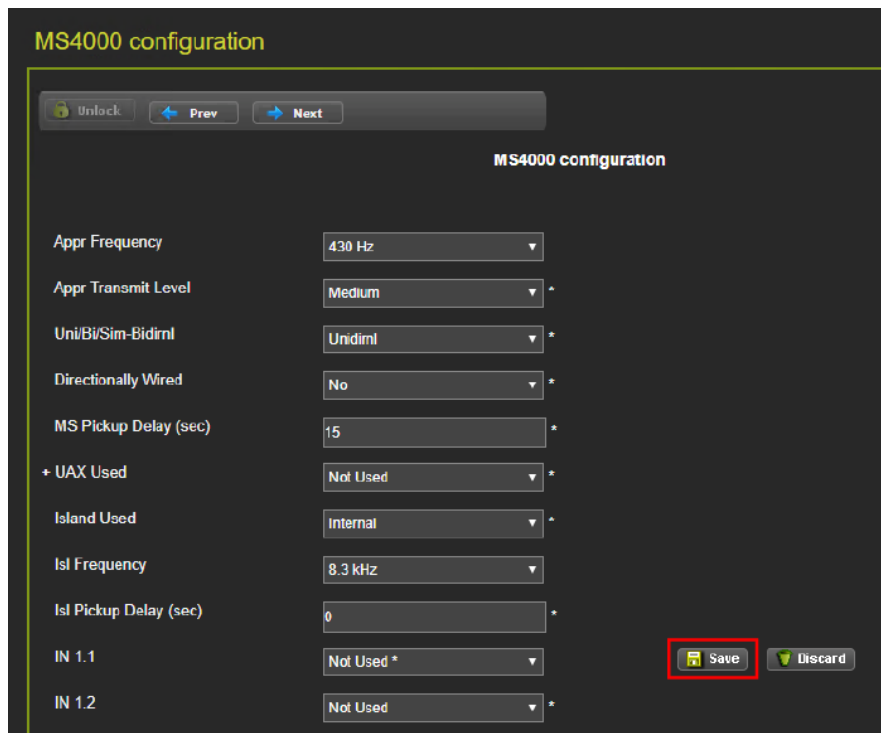 MS4000 configuration
Unlock Prev Next
MS4000 configuration
Appr Frequency 430 Hz
Appr Transmit Level Medium *
Uni/Bi/Sim-Bidirnl Unidirnl *
Directionally Wired No *
MS Pickup Delay (sec) 15 *
+ UAX Used Not Used *
Island Used Internal *
Isl Frequency 8.3 kHz
Isl Pickup Delay (sec) 0 *
IN 1.1 Not Used * Save Discard
IN 1.2 Not Used *